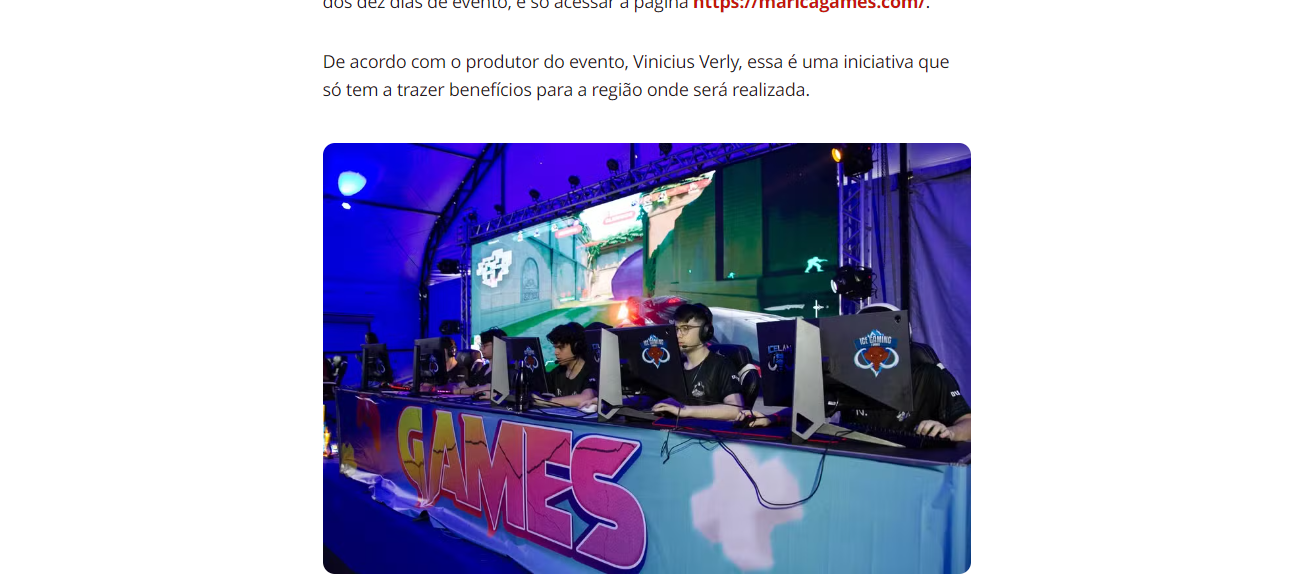 dos dez dias de evento, é só acessar a página https://maricagames.com/.
De acordo com o produtor do evento, Vinicius Verly, essa é uma iniciativa que
só tem a trazer benefícios para a região onde será realizada.
ICE GAMING
GAMES